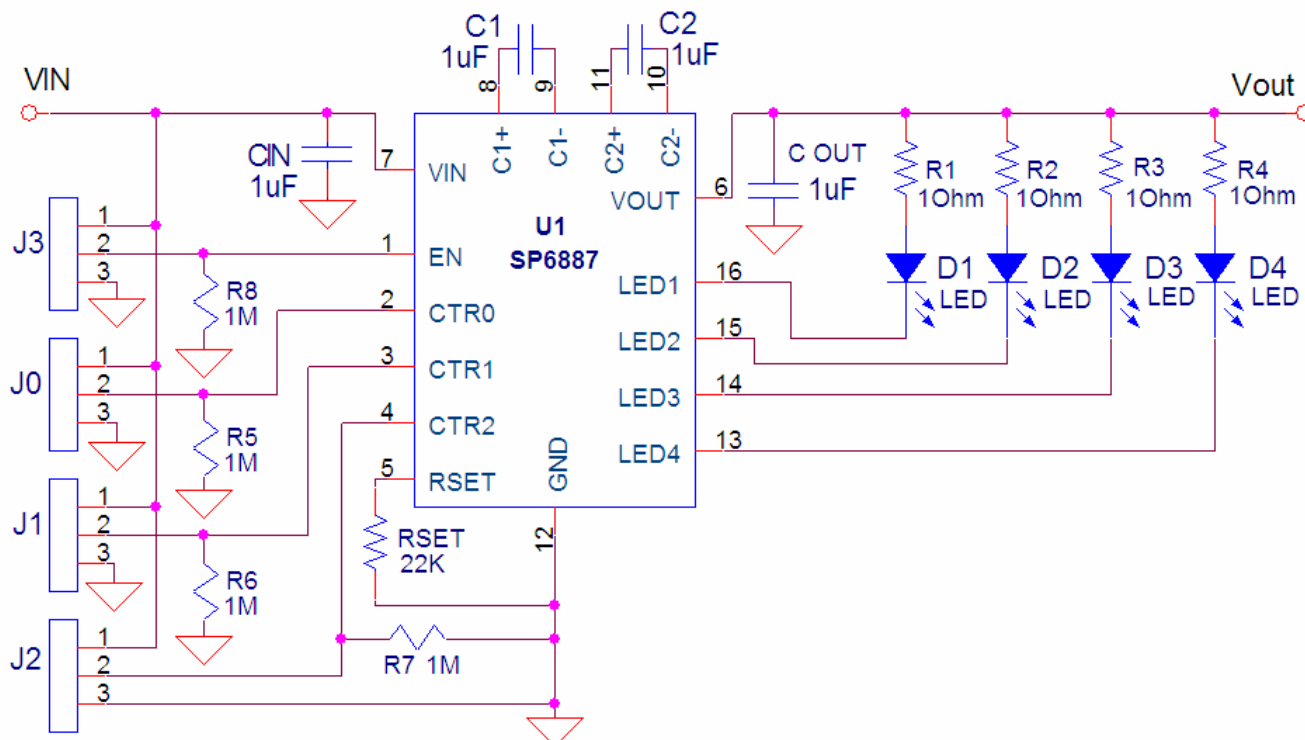 C1
1uF
C2
1uF
8
9
11
10
VIN
Vout
C1+
C1-
C2+
C2-
CIN
1uF
7
VIN
C OUT
1uF
6
VOUT
R1
1Ohm
R2
1Ohm
R3
1Ohm
R4
1Ohm
U1
SP6887
J3
1
2
3
1
EN
R8
1M
16
LED1
D1
LED
D2
LED
D3
LED
D4
LED
2
CTR0
15
LED2
J0
1
2
3
3
CTR1
14
LED3
R5
1M
4
CTR2
13
LED4
5
RSET
GND
12
J1
1
2
3
RSET
22K
R6
1M
J2
1
2
3
R7 1M